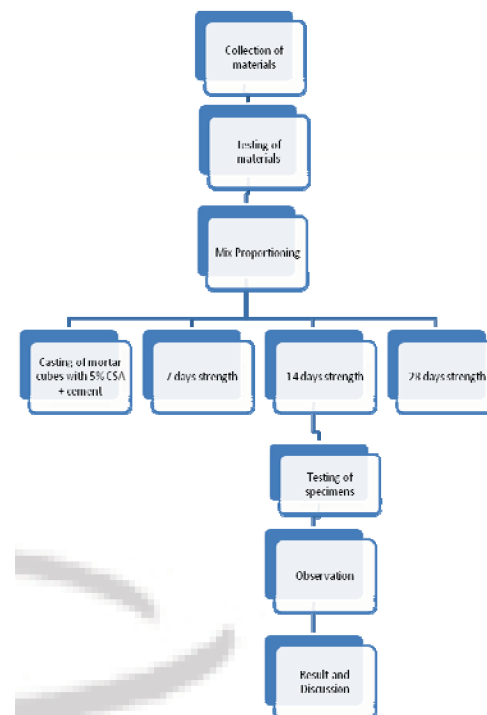 Collection of
materials
Testing of
materials
Mix Proportioning
Casting of mortar
cubes with 5% CSA
+ cement
7 days strength
14 days strength
28 days strength
Testing of
specimens
Observation
Result and
Discussion